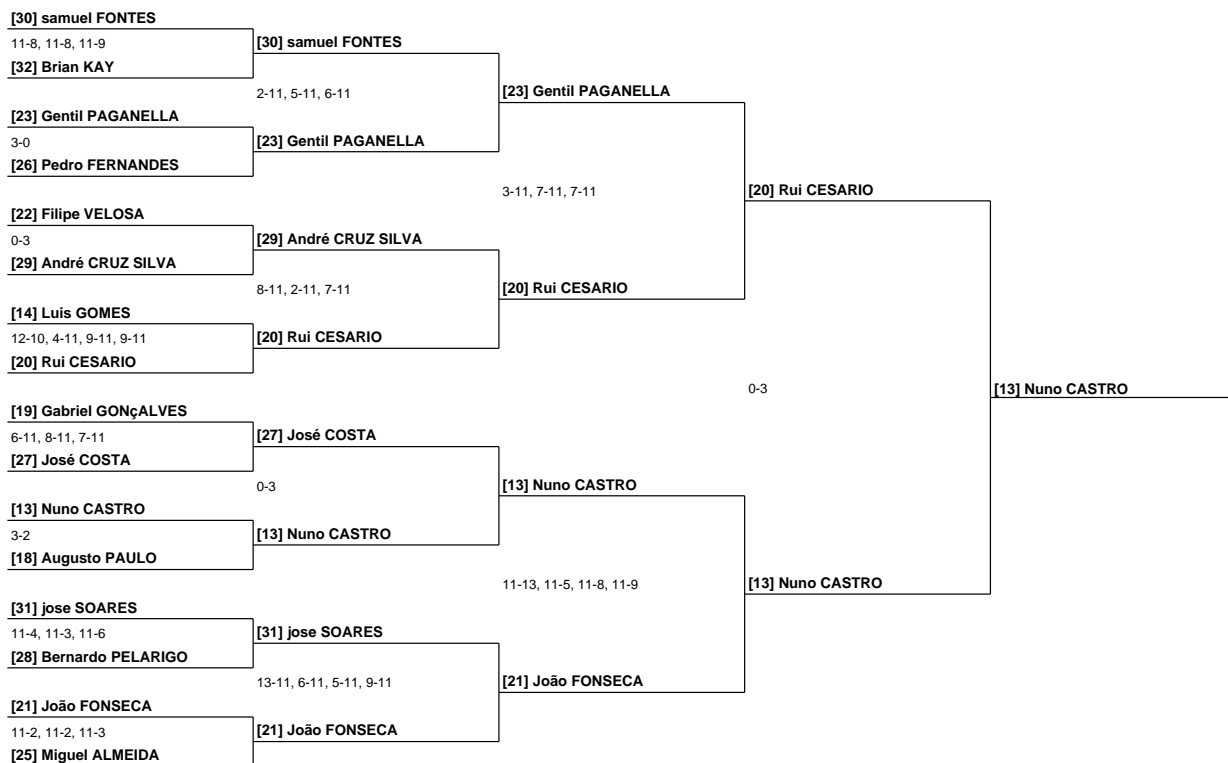 [30] samuel FONTES
11-8, 11-8, 11-9
[32] Brian KAY
[23] Gentil PAGANELLA
3-0
[26] Pedro FERNANDES
[22] Filipe VELOSA
0-3
[29] André CRUZ SILVA
[14] Luis GOMES
12-10, 4-11, 9-11, 9-11
[20] Rui CESARIO
[19] Gabriel GONçALVES
6-11, 8-11, 7-11
[27] José COSTA
[13] Nuno CASTRO
3-2
[18] Augusto PAULO
[31] jose SOARES
11-4, 11-3, 11-6
[28] Bernardo PELARIGO
[21] João FONSECA
11-2, 11-2, 11-3
[25] Miguel ALMEIDA
[30] samuel FONTES
2-11, 5-11, 6-11
[23] Gentil PAGANELLA
[29] André CRUZ SILVA
8-11, 2-11, 7-11
[20] Rui CESARIO
[27] José COSTA
0-3
[13] Nuno CASTRO
[31] jose SOARES
13-11, 6-11, 5-11, 9-11
[21] João FONSECA
[23] Gentil PAGANELLA
3-11, 7-11, 7-11
[20] Rui CESARIO
[13] Nuno CASTRO
11-13, 11-5, 11-8, 11-9
[21] João FONSECA
[20] Rui CESARIO
0-3
[13] Nuno CASTRO
[13] Nuno CASTRO